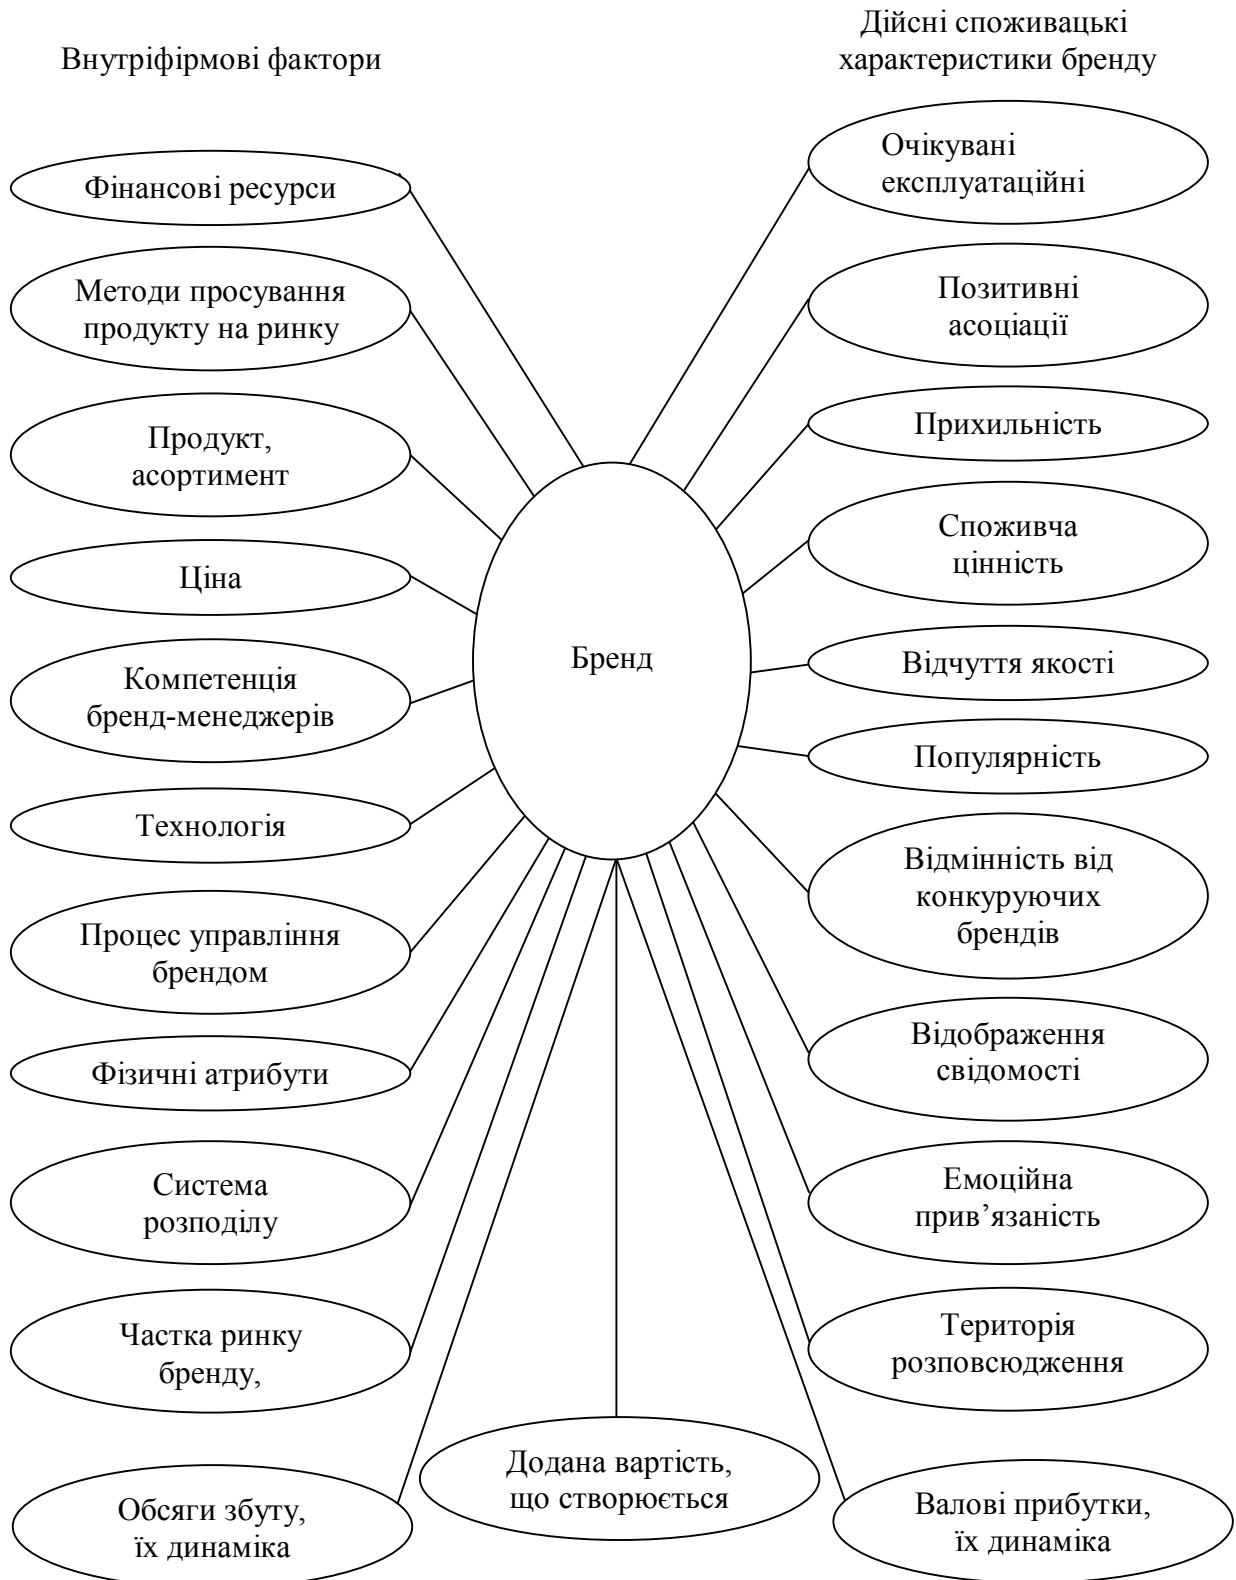 Внутріфірмові фактори
Дійсні споживацькі
характеристики бренду
Фінансові ресурси
Методи просування
продукту на ринку
Продукт,
асортимент
Ціна
Компетенція
бренд-менеджерів
Технологія
Процес управління
брендом
Фізичні атрибути
Система
розподілу
Частка ринку
бренду,
Обсяги збуту,
їх динаміка
Бренд
Додана вартість,
що створюється
Очікувані
експлуатаційні
Позитивні
асоціації
Прихильність
Споживча
цінність
Відчуття якості
Популярність
Відмінність від
конкуруючих
брендів
Відображення
свідомості
Емоційна
прив’язаність
Територія
розповсюдження
Валові прибутки,
їх динаміка